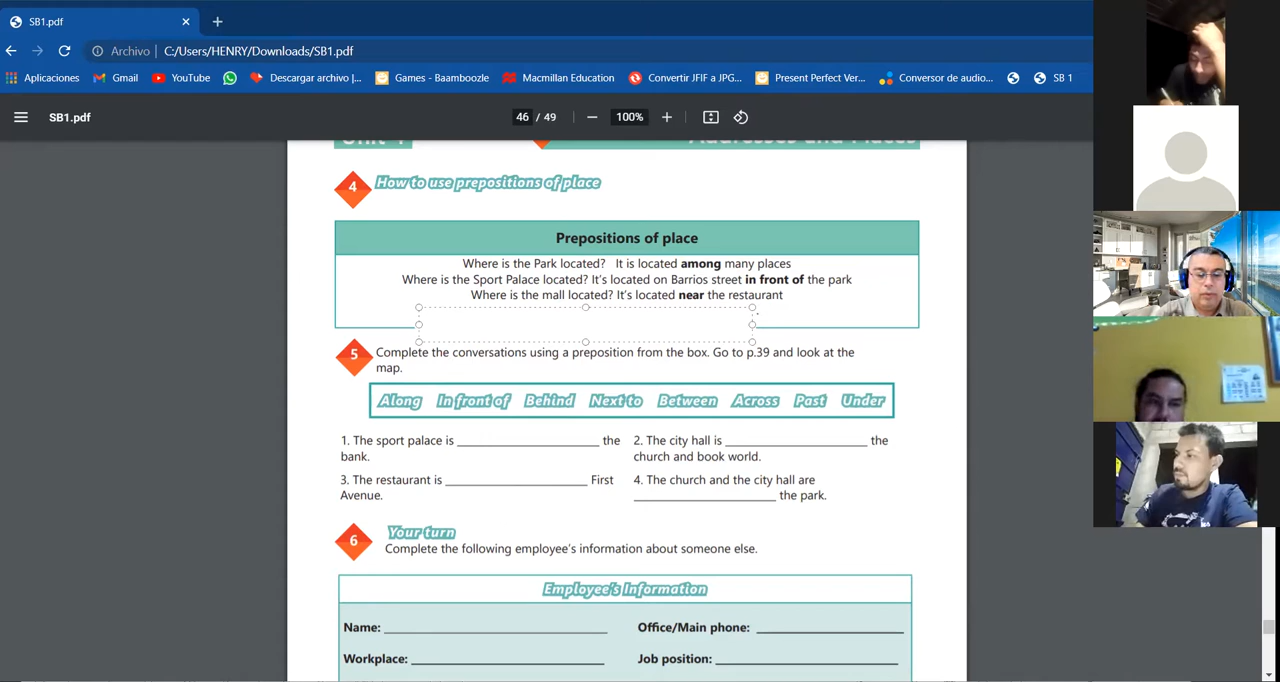 SB1.pdf
Archivo
C:/Users/HENRY/Downloads/SB1.pdf
Aplicaciones
Gmail
YouTube
Descargar archivo |...
Games - Baamboozle
Macmillan Education
Convertir JFIF a JPG...
Present Perfect Ver...
Conversor de audio...
SB 1
SB1.pdf
46 / 49
100%
Addresses and Places
4
How to use prepositions of place
Prepositions of place
Where is the Park located? It is located among many places
Where is the Sport Palace located? It's located on Barrios street in front of the park
Where is the mall located? It's located near the restaurant
5
Complete the conversations using a preposition from the box. Go to p.39 and look at the
map.
Along In front of Behind Next to Between Across Past Under
1. The sport palace is ____________________ the
bank.
2. The city hall is ____________________ the
church and book world.
3. The restaurant is ____________________ First
Avenue.
4. The church and the city hall are
____________________ the park.
6
Your turn
Complete the following employee's information about someone else.
Employee's Information
Name: ____________________
Office/Main phone: ____________________
Workplace: ____________________
Job position: ____________________